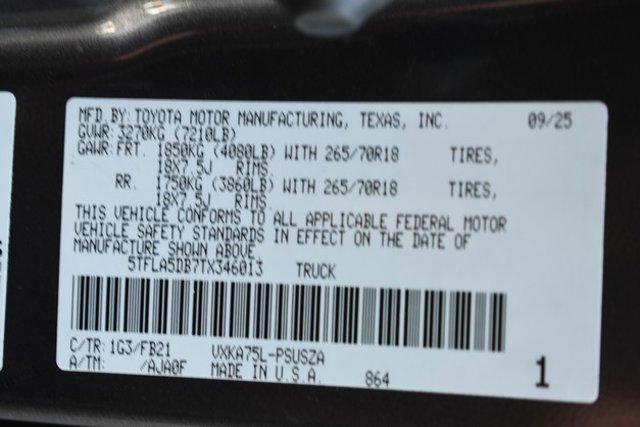 MFD. BY: TOYOTA MOTOR MANUFACTURING, TEXAS, INC. 09/25
GVWR: 3270KG (7210LB)
GAWR: FRT. 1850KG (4080LB) WITH 265/70R18 TIRES,
18X7.5J RIMS
RR. 1750KG (3860LB) WITH 265/70R18 TIRES,
18X7.5J RIMS
THIS VEHICLE CONFORMS TO ALL APPLICABLE FEDERAL MOTOR
VEHICLE SAFETY STANDARDS IN EFFECT ON THE DATE OF
MANUFACTURE SHOWN ABOVE.
5TFLA5DB7TX346013 TRUCK
C/TR: 1G3/FB21 VXKA75L-PSUSZA
A/TM: /AJA0F MADE IN U.S.A. 864 1